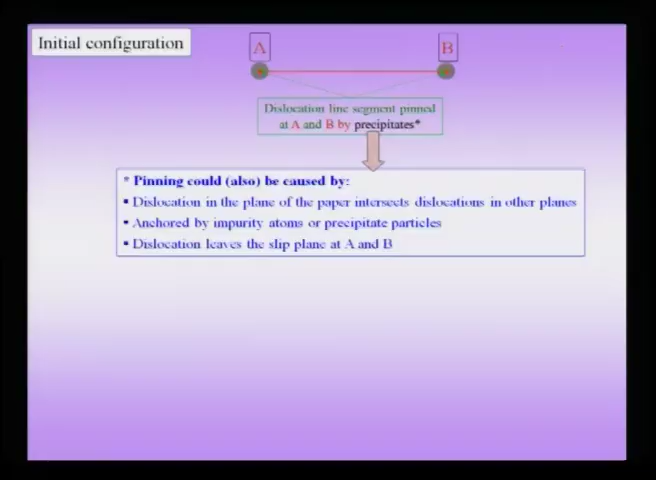 Initial configuration
A
B
Dislocation line segment pinned
at A and B by precipitates*
* Pinning could (also) be caused by:
▪ Dislocation in the plane of the paper intersects dislocations in other planes
▪ Anchored by impurity atoms or precipitate particles
▪ Dislocation leaves the slip plane at A and B